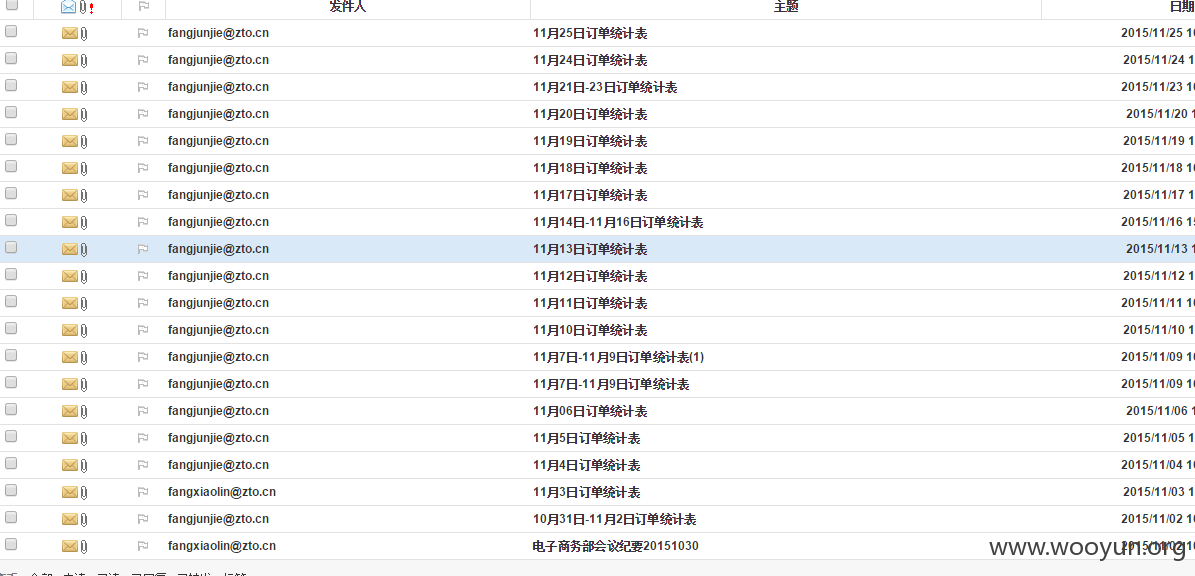 发件人 主题 日期
fangjunjie@zto.cn 11月25日订单统计表 2015/11/25 1
fangjunjie@zto.cn 11月24日订单统计表 2015/11/24 1
fangjunjie@zto.cn 11月21日-23日订单统计表 2015/11/23 1
fangjunjie@zto.cn 11月20日订单统计表 2015/11/20 1
fangjunjie@zto.cn 11月19日订单统计表 2015/11/19 1
fangjunjie@zto.cn 11月18日订单统计表 2015/11/18 1
fangjunjie@zto.cn 11月17日订单统计表 2015/11/17 1
fangjunjie@zto.cn 11月14日-11月16日订单统计表 2015/11/16 1
fangjunjie@zto.cn 11月13日订单统计表 2015/11/13 1
fangjunjie@zto.cn 11月12日订单统计表 2015/11/12 1
fangjunjie@zto.cn 11月11日订单统计表 2015/11/11 1
fangjunjie@zto.cn 11月10日订单统计表 2015/11/10 1
fangjunjie@zto.cn 11月7日-11月9日订单统计表(1) 2015/11/09 1
fangjunjie@zto.cn 11月7日-11月9日订单统计表 2015/11/09 1
fangjunjie@zto.cn 11月06日订单统计表 2015/11/06 1
fangjunjie@zto.cn 11月5日订单统计表 2015/11/05 1
fangjunjie@zto.cn 11月4日订单统计表 2015/11/04 1
fangxiaolin@zto.cn 11月3日订单统计表 2015/11/03 1
fangjunjie@zto.cn 10月31日-11月2日订单统计表 2015/11/02 1
fangxiaolin@zto.cn 电子商务部会议纪要20151030 2015/11/02
www.wooyun.org